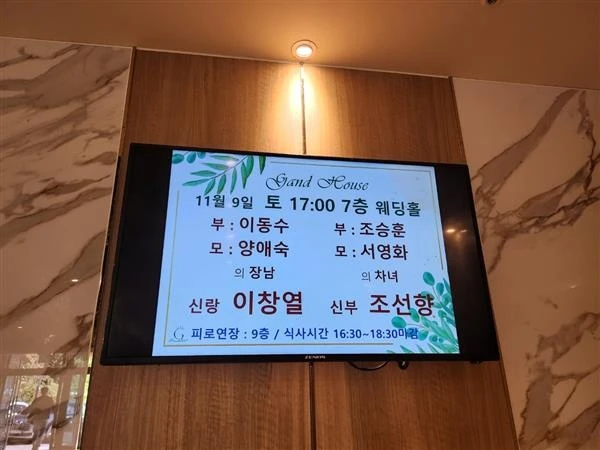 Gand House
11월 9일 토 17:00 7층 웨딩홀
부 : 이동수 부 : 조승훈
모 : 양애숙 모 : 서영화
의 장남 의 차녀
신랑 이창열 신부 조선향
G 피로연장 : 9층 / 식사시간 16:30~18:30마감
ZENON